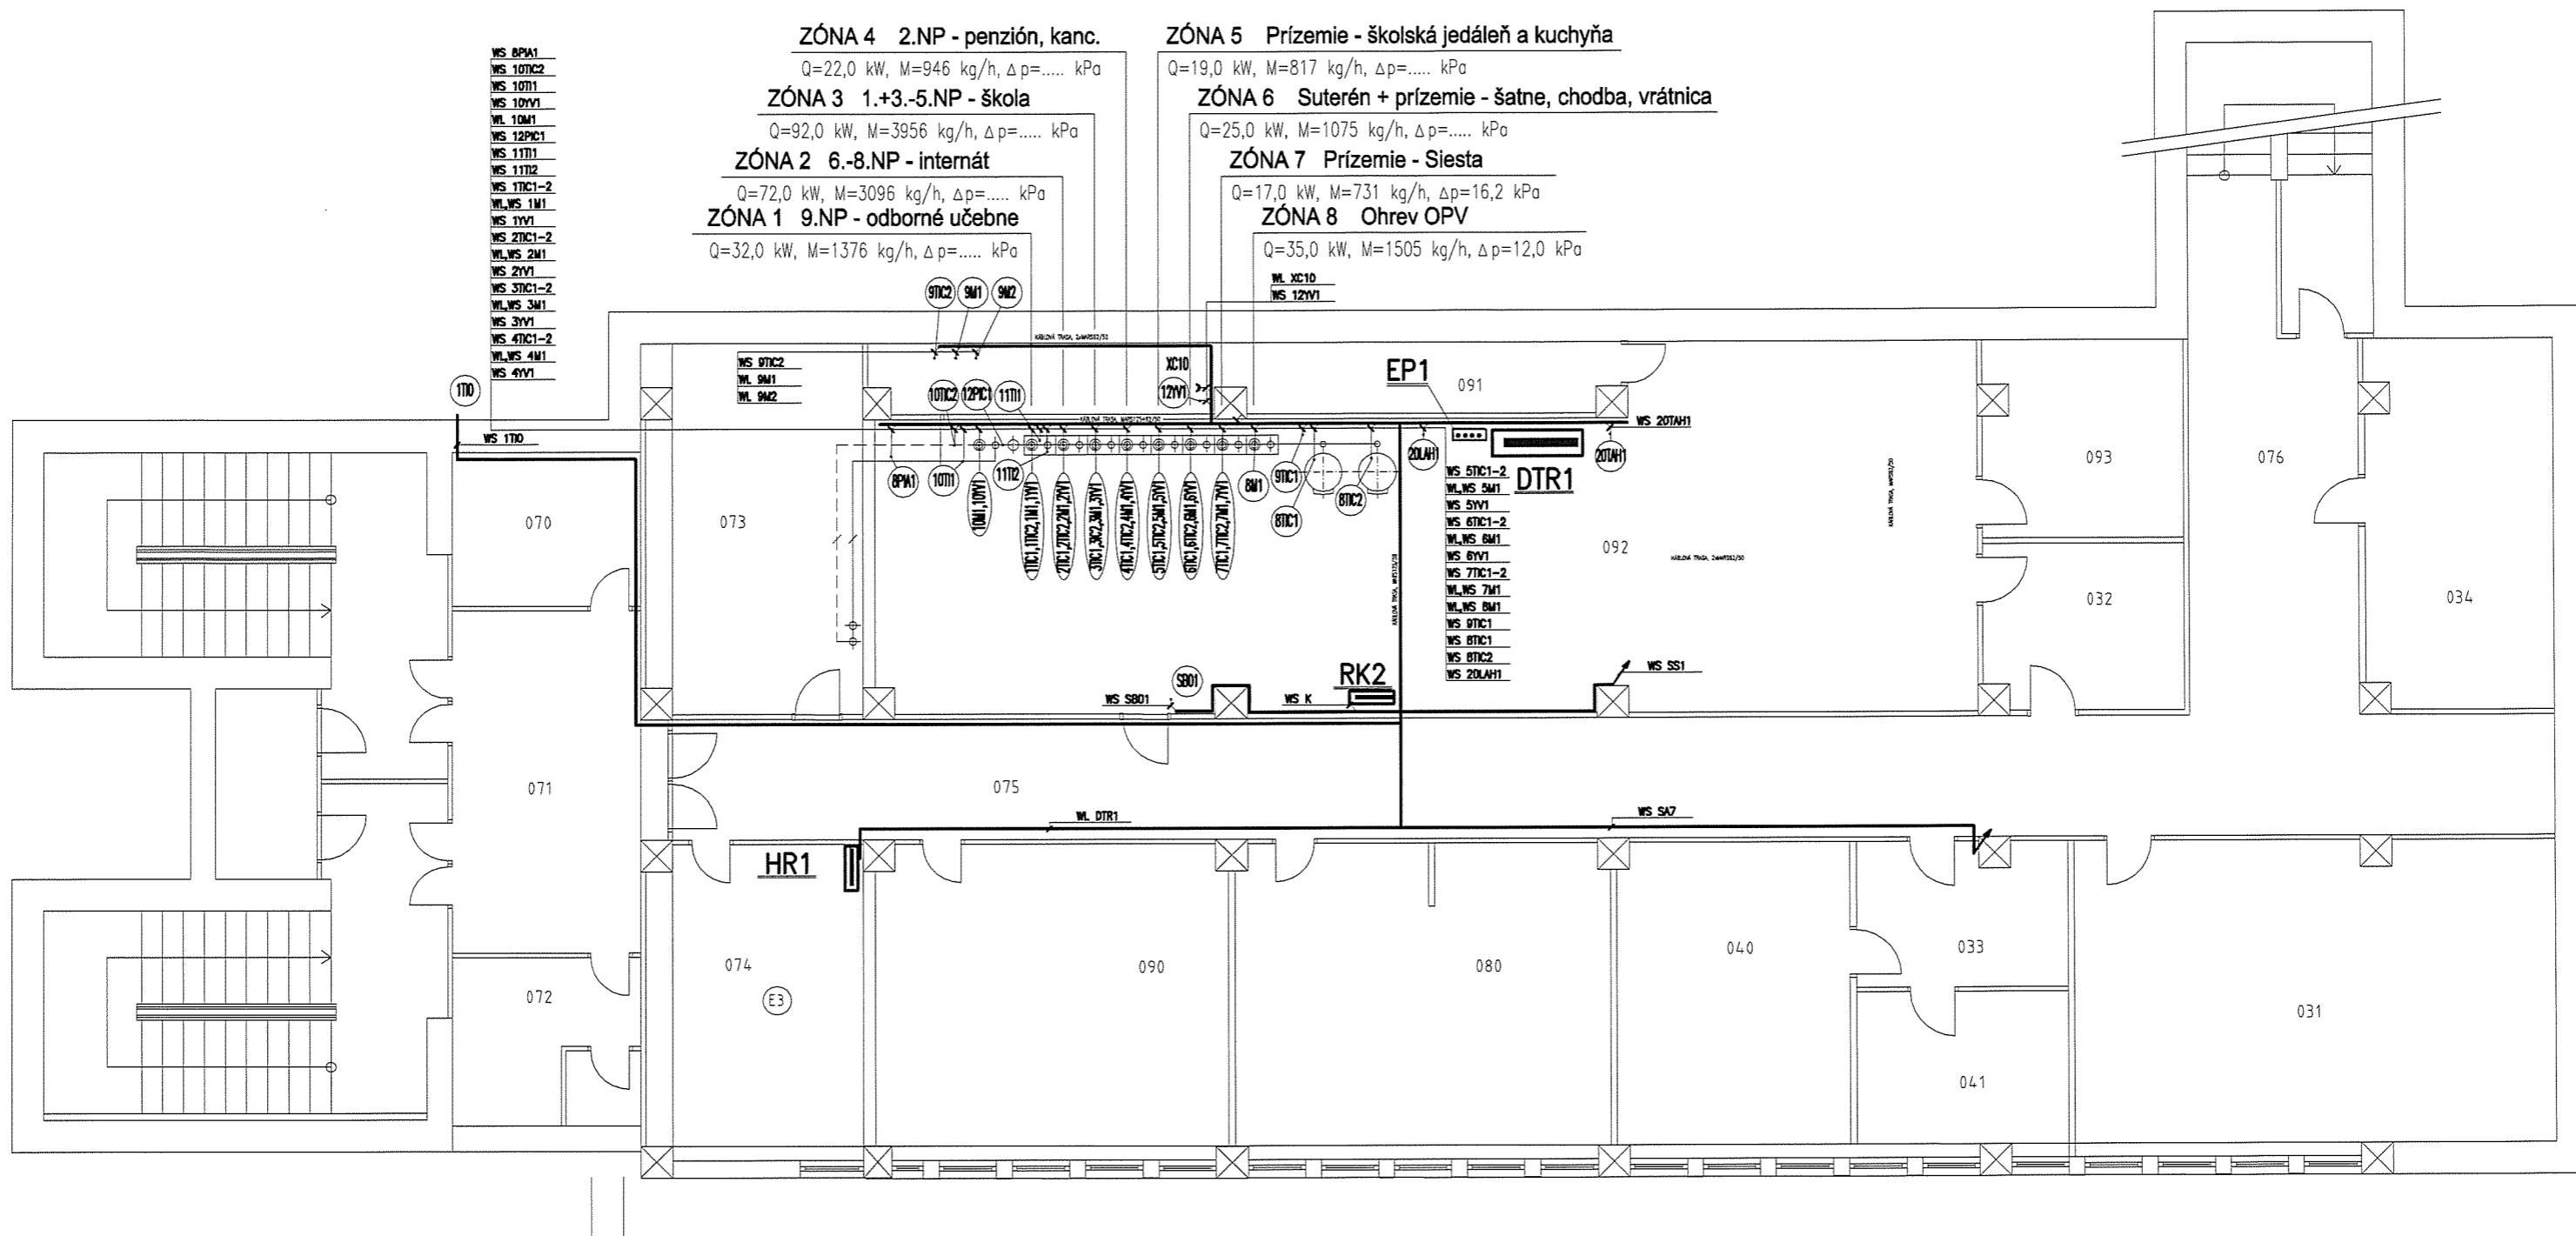 ZÓNA 4 2.NP - penzión, kanc.
Q=22,0 kW, M=946 kg/h, Δp=..... kPa
ZÓNA 3 1.+3.-5.NP - škola
Q=92,0 kW, M=3956 kg/h, Δp=..... kPa
ZÓNA 2 6.-8.NP - internát
Q=72,0 kW, M=3096 kg/h, Δp=..... kPa
ZÓNA 1 9.NP - odborné učebne
Q=32,0 kW, M=1376 kg/h, Δp=..... kPa
ZÓNA 5 Prízemie - školská jedáleň a kuchyňa
Q=19,0 kW, M=817 kg/h, Δp=..... kPa
ZÓNA 6 Suterén + prízemie - šatne, chodba, vrátnica
Q=25,0 kW, M=1075 kg/h, Δp=..... kPa
ZÓNA 7 Prízemie - Siesta
Q=17,0 kW, M=731 kg/h, Δp=16,2 kPa
ZÓNA 8 Ohrev OPV
Q=35,0 kW, M=1505 kg/h, Δp=12,0 kPa
WS 8PIA1
WS 10TIC2
WS 10TI1
WS 10YV1
WL 10M1
WS 12PIC1
WS 11TI1
WS 11TI2
WS 1TIC1-2
WL,WS 1M1
WS 1YV1
WS 2TIC1-2
WL,WS 2M1
WS 2YV1
WS 3TIC1-2
WL,WS 3M1
WS 3YV1
WS 4TIC1-2
WL,WS 4M1
WS 4YV1
WL XC10
WS 12YV1
9TIC2
9M1
9M2
WS 9TIC2
WL 9M1
WL 9M2
XC10
12YV1
1TI0
WS 1TI0
10TIC2
12PIC1
11TI1
8PIA1
10TI1
11TI2
10M1,10YV1
1TIC1,1TIC2,1M1,1YV1
2TIC1,2TIC2,2M1,2YV1
3TIC1,3IC2,3M1,3YV1
4TIC1,4TIC2,4M1,4YV1
5TIC1,5TIC2,5M1,5YV1
6TIC1,6TIC2,6M1,6YV1
7TIC1,7TIC2,7M1,7YV1
8M1
9TIC1
8TIC1
8TIC2
20LAH1
EP1
DTR1
20TAH1
WS 20TAH1
WS 5TIC1-2
WL,WS 5M1
WS 5YV1
WS 6TIC1-2
WL,WS 6M1
WS 6YV1
WS 7TIC1-2
WL,WS 7M1
WL,WS 8M1
WS 9TIC1
WS 8TIC1
WS 8TIC2
WS 20LAH1
091
093
076
070
073
092
032
034
SB01
WS SB01
WS K
RK2
WS SS1
071
075
WL DTR1
WS SA7
HR1
074
E3
090
080
040
033
072
041
031